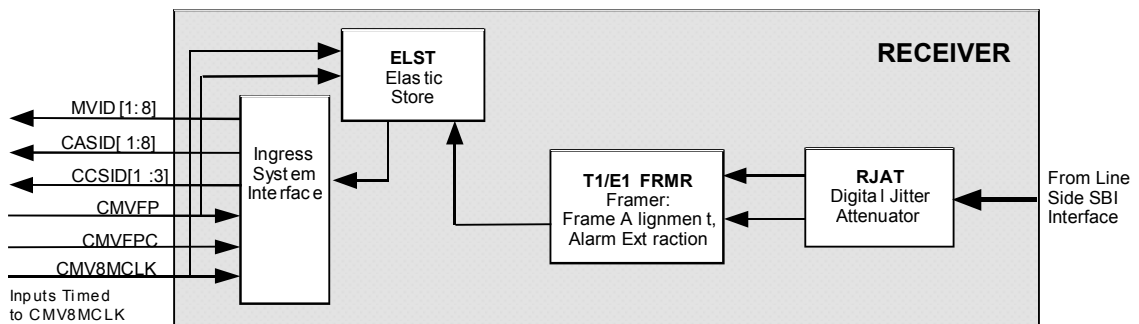 RECEIVER
ELST
Elastic
Store
MVID[1:8]
CASID[1:8]
CCSID[1:3]
CMVFP
CMVFPC
CMV8MCLK
Inputs Timed
to CMV8MCLK
Ingress
System
Interface
T1/E1 FRMR
Framer:
Frame Alignment,
Alarm Extraction
RJAT
Digital Jitter
Attenuator
From Line
Side SBI
Interface